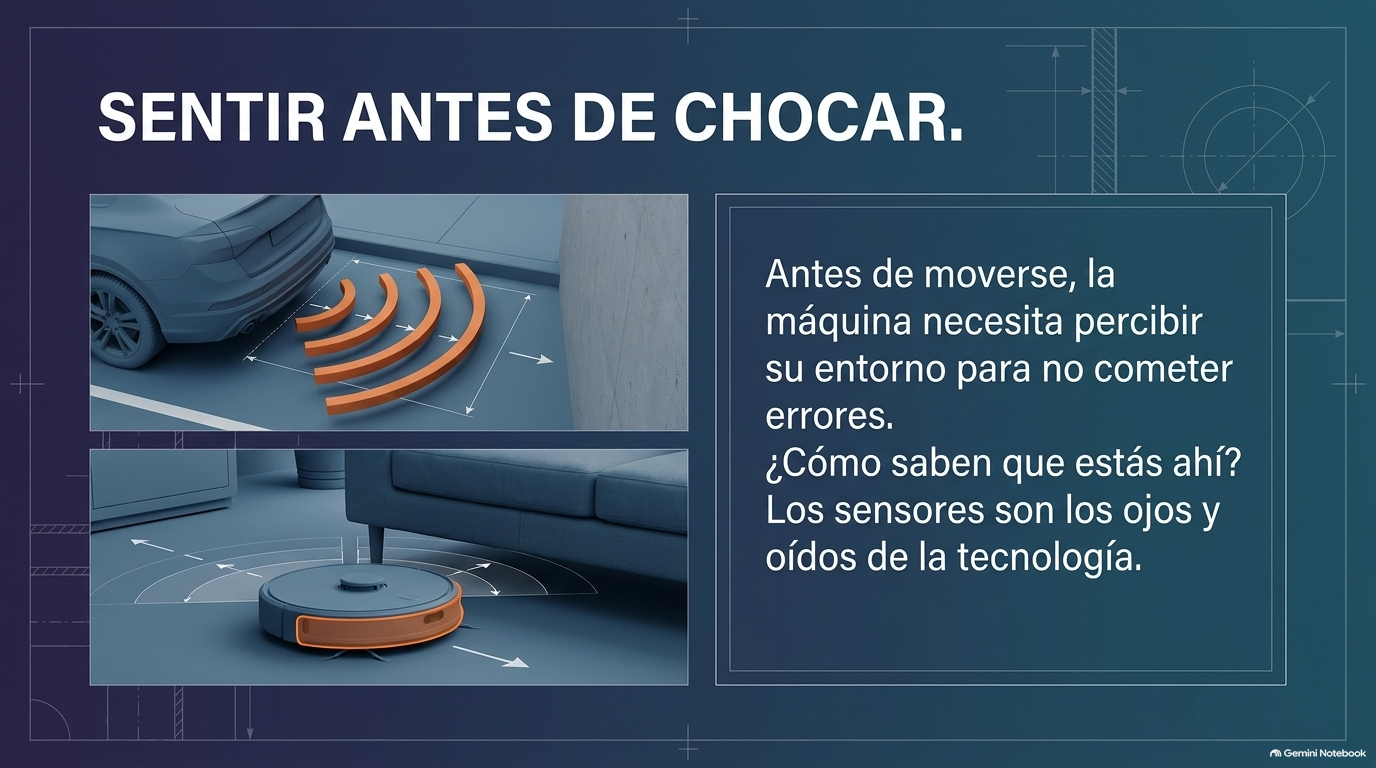 SENTIR ANTES DE CHOCAR.
Antes de moverse, la
máquina necesita percibir
su entorno para no cometer
errores.
¿Cómo saben que estás ahí?
Los sensores son los ojos y
oídos de la tecnología.
Gemini Notebook